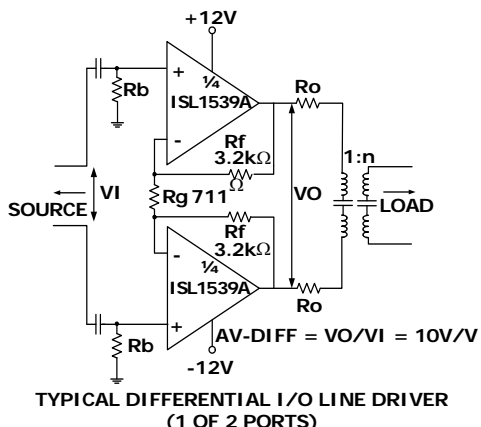 +12V
+
Rb
¼
ISL1539A
Ro
-
Rf
3.2kΩ
1:n
VI
Rg 711
Ω
VO
SOURCE
LOAD
Rf
3.2kΩ
-
¼
ISL1539A
Ro
+
AV-DIFF = VO/VI = 10V/V
Rb
-12V
TYPICAL DIFFERENTIAL I/O LINE DRIVER
(1 OF 2 PORTS)